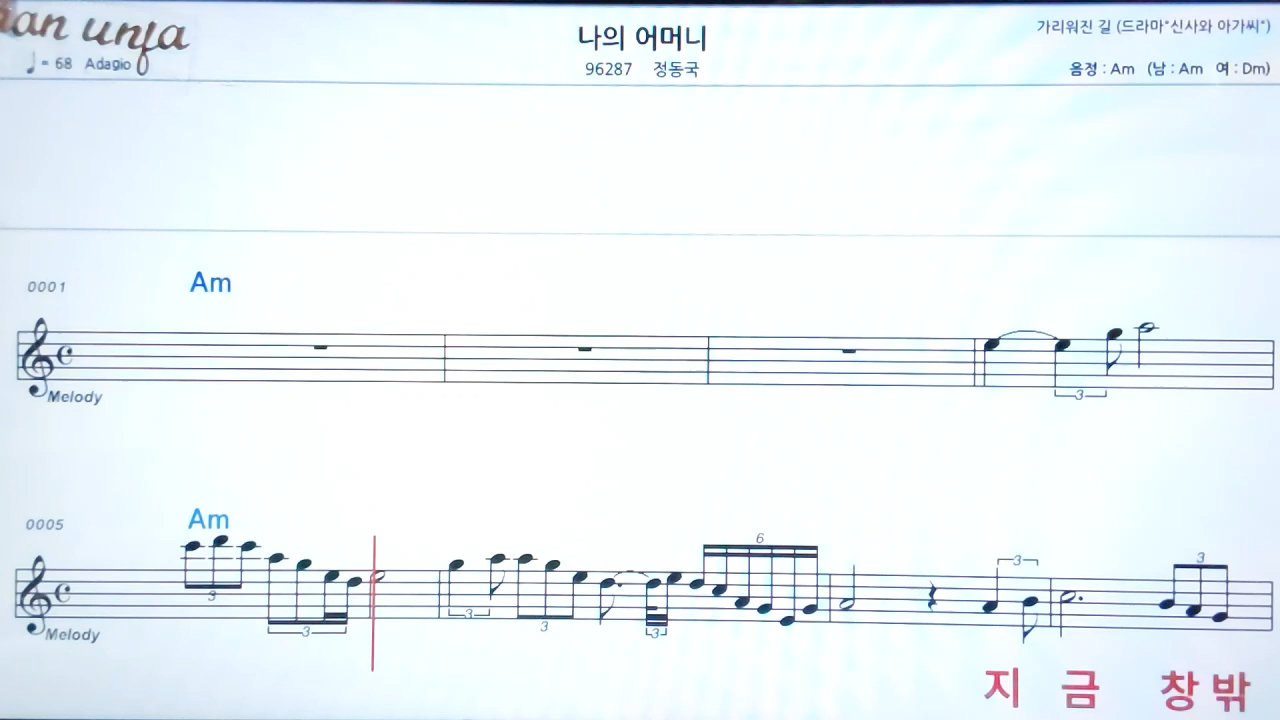 나의 어머니
가리워진 길 (드라마"신사와 아가씨")
♩= 68 Adagio
96287 정동국
음정 : Am (남 : Am 여 : Dm)
0001 Am
Melody
3
0005 Am
6
3 3
3 3 3 3 3
Melody
지 금 창 밖